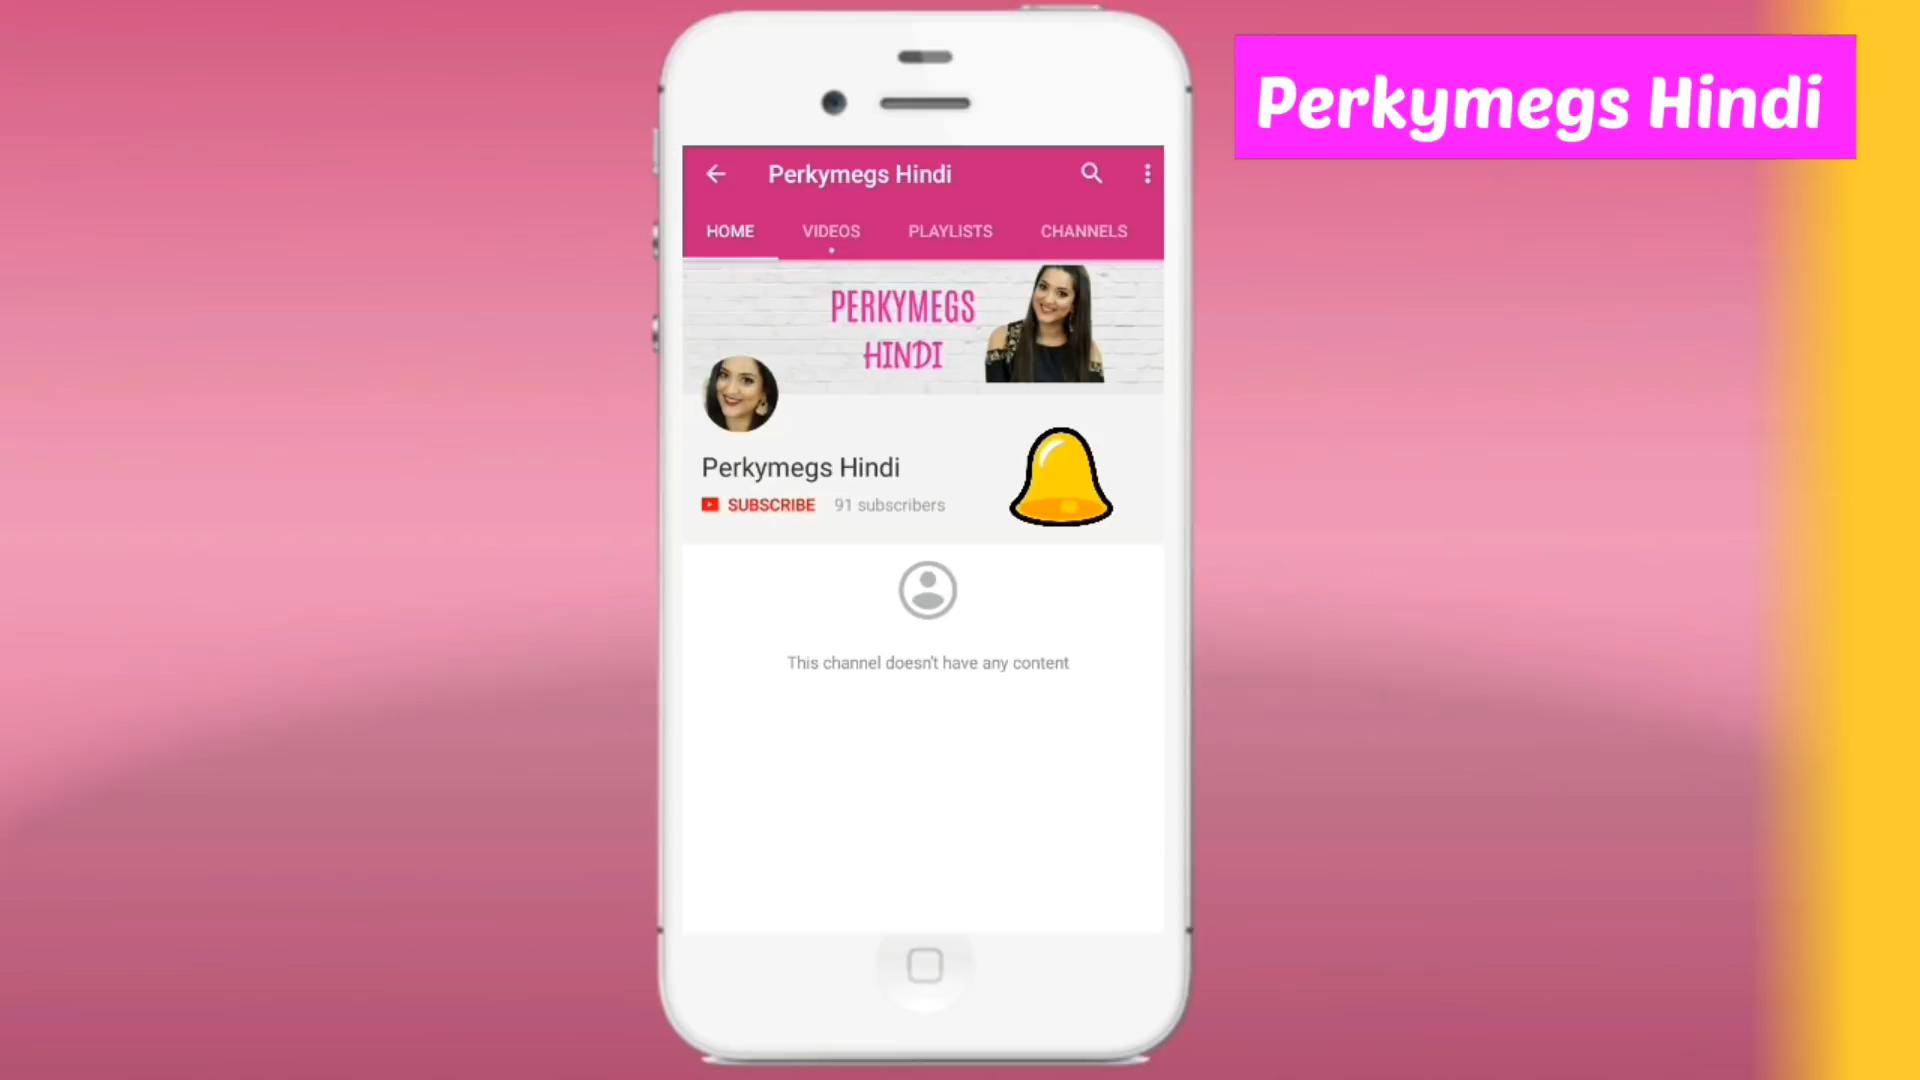 Perkymegs Hindi
Perkymegs Hindi
HOME VIDEOS PLAYLISTS CHANNELS
PERKYMEGS
HINDI
Perkymegs Hindi
SUBSCRIBE 91 subscribers
This channel doesn't have any content